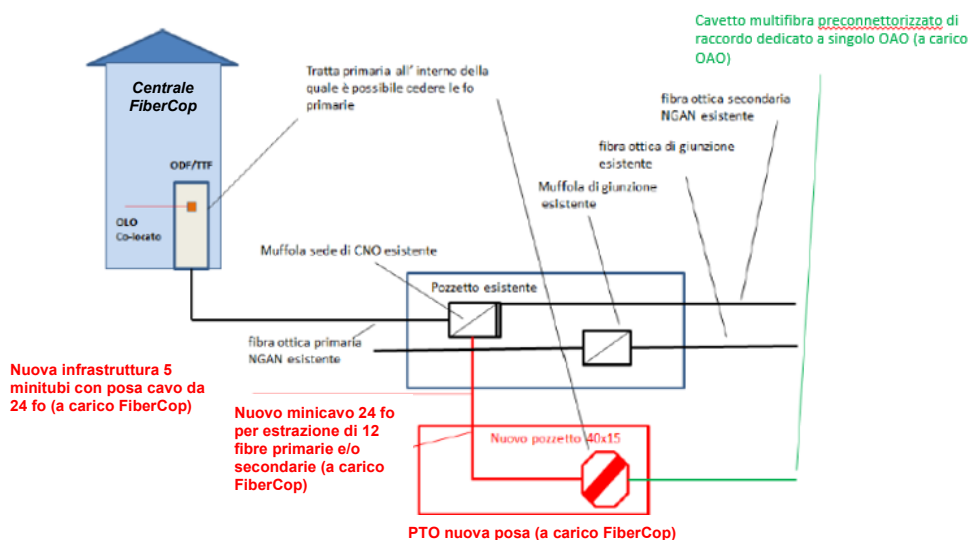 Cavetto multifibra preconnettorizzato di
raccordo dedicato a singolo OAO (a carico
OAO)
Centrale
FiberCop
Tratta primaria all' interno della
quale è possibile cedere le fo
primarie
fibra ottica secondaria
NGAN esistente
fibra ottica di giunzione
esistente
ODF/TTF
Muffola di giunzione
esistente
OLO
Co-locato
Muffola sede di CNO esistente
Pozzetto esistente
fibra ottica primaria
NGAN esistente
Nuova infrastruttura 5
minitubi con posa cavo da
24 fo (a carico FiberCop)
Nuovo minicavo 24 fo
per estrazione di 12
fibre primarie e/o
secondarie (a carico
FiberCop)
Nuovo pozzetto 40x15
PTO nuova posa (a carico FiberCop)